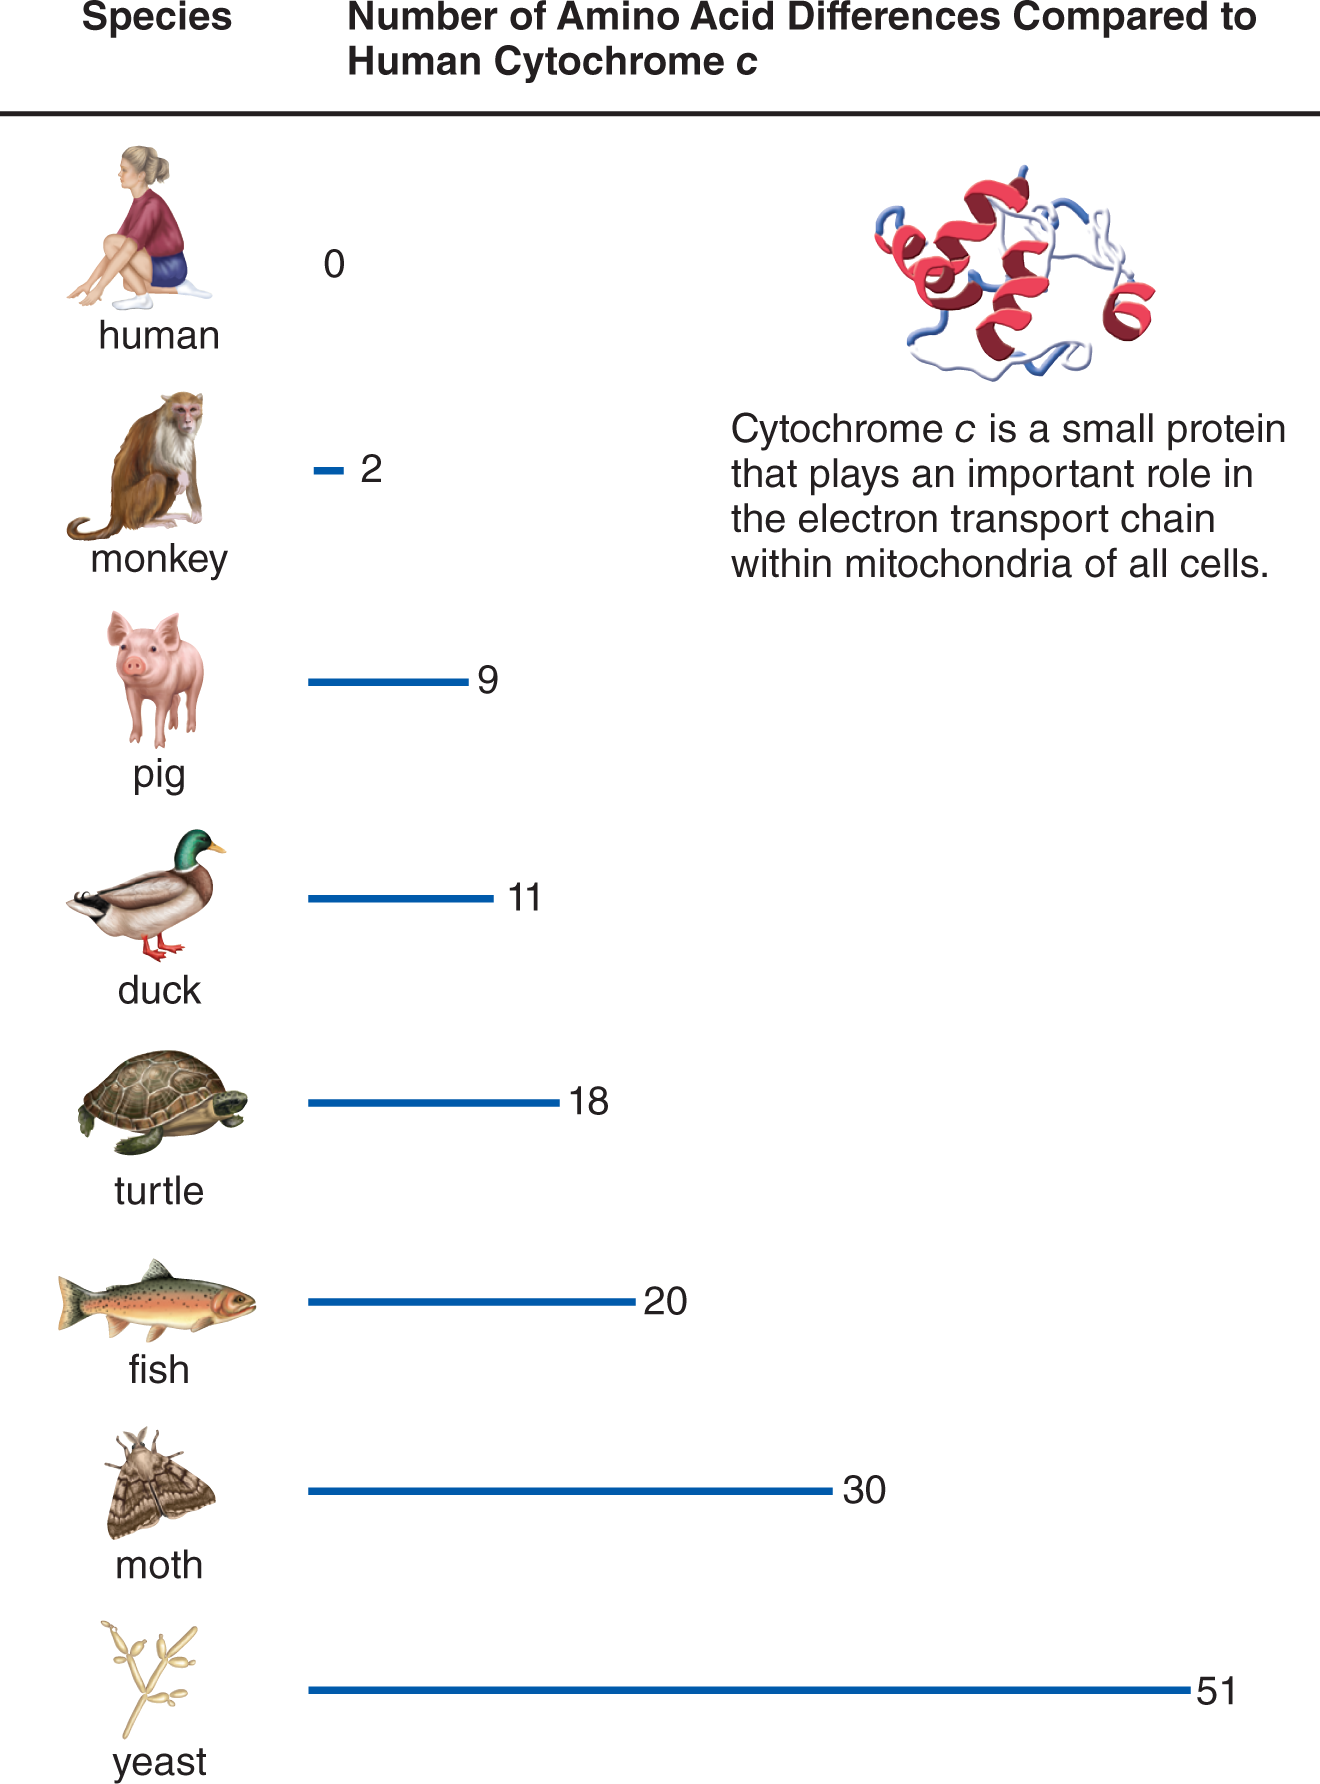 Species
Number of Amino Acid Differences Compared to
Human Cytochrome c
0
human
Cytochrome c is a small protein
that plays an important role in
the electron transport chain
within mitochondria of all cells.
2
monkey
9
pig
11
duck
18
turtle
20
fish
30
moth
51
yeast